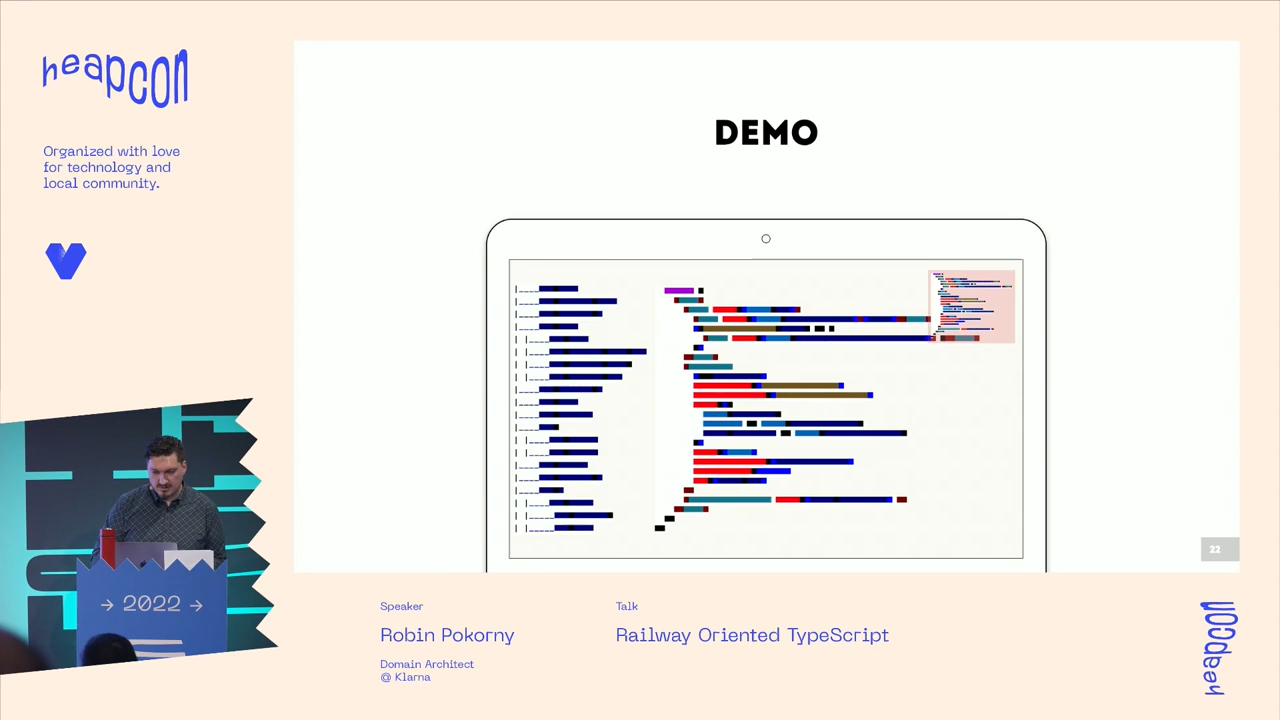 heapcon
Organized with love
for technology and
local community.
DEMO
22
→ 2022 →
Speaker
Robin Pokorny
Domain Architect
@ Klarna
Talk
Railway Oriented TypeScript
heapcon